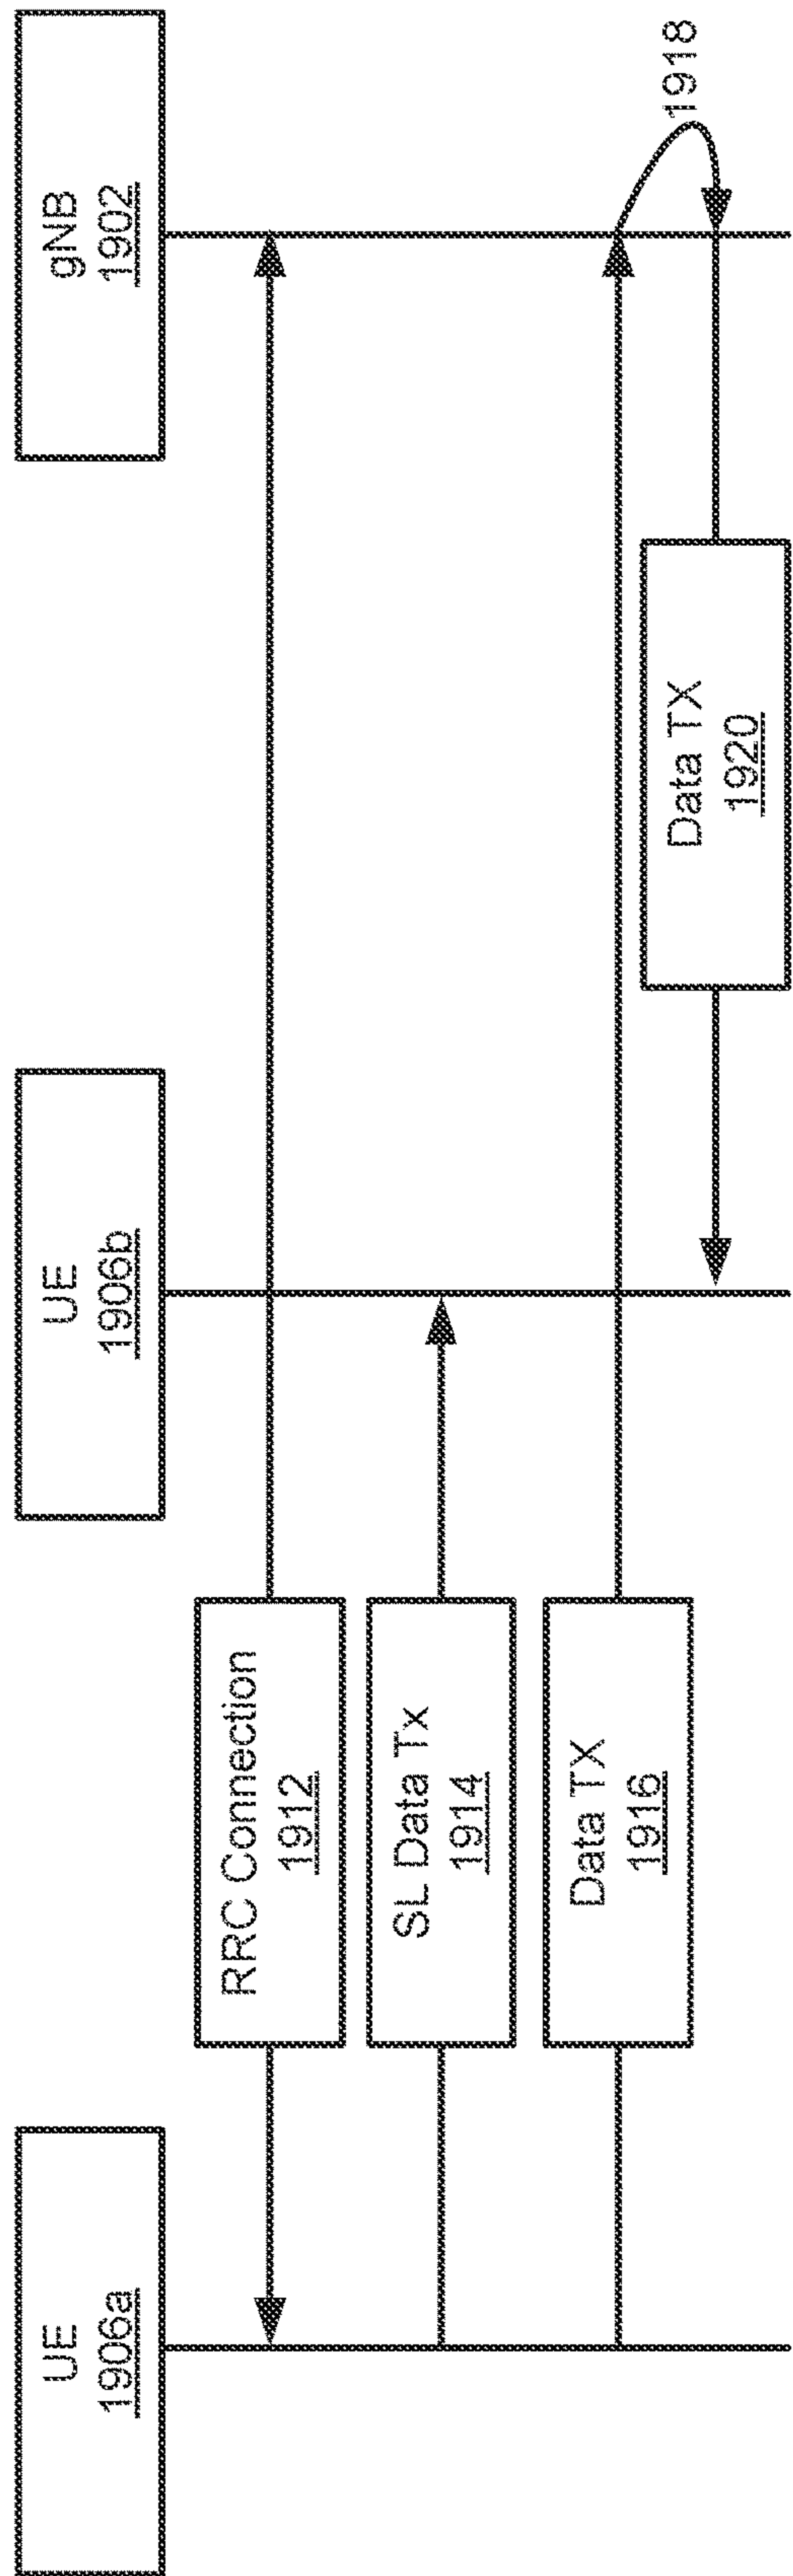 UE
1906a
UE
1906b
gNB
1902
RRC Connection
1912
SL Data Tx
1914
Data TX
1916
1918
Data TX
1920